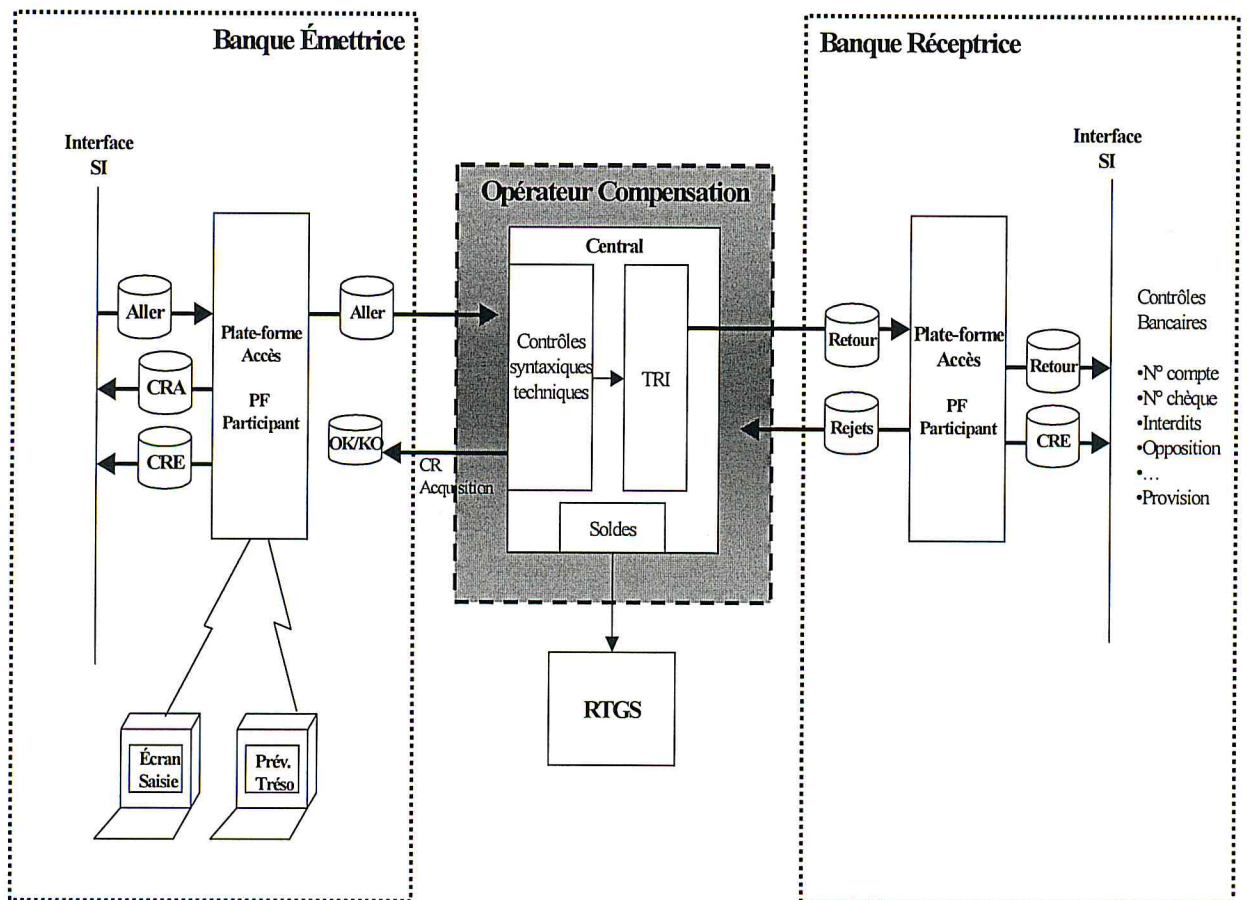 Banque Émettrice
Interface
SI
Aller
CRA
CRE
Plate-forme
Accès
PF
Participant
Aller
OK/KO
CR
Acquisition
Écran
Saisie
Prév.
Tréso
Opérateur Compensation
Central
Contrôles
syntaxiques
techniques
TRI
Soldes
RTGS
Banque Réceptrice
Retour
Rejets
Plate-forme
Accès
PF
Participant
Retour
CRE
Interface
SI
Contrôles
Bancaires
•N° compte
•N° chèque
•Interdits
•Opposition
•…
•Provision